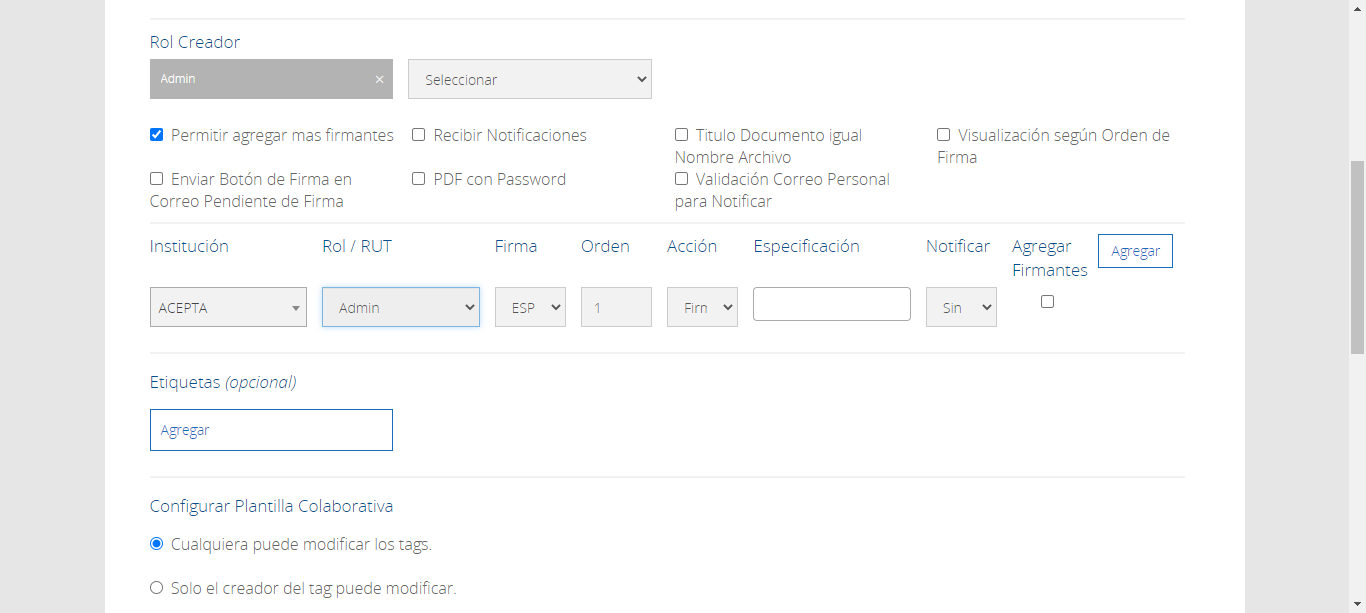 Rol Creador
Admin ×
Seleccionar
Permitir agregar mas firmantes
Recibir Notificaciones
Titulo Documento igual
Nombre Archivo
Visualización según Orden de
Firma
Enviar Botón de Firma en
Correo Pendiente de Firma
PDF con Password
Validación Correo Personal
para Notificar
Institución Rol / RUT Firma Orden Acción Especificación Notificar Agregar
Firmantes
Agregar
ACEPTA Admin ESP 1 Firn Sin
Etiquetas (opcional)
Agregar
Configurar Plantilla Colaborativa
Cualquiera puede modificar los tags.
Solo el creador del tag puede modificar.